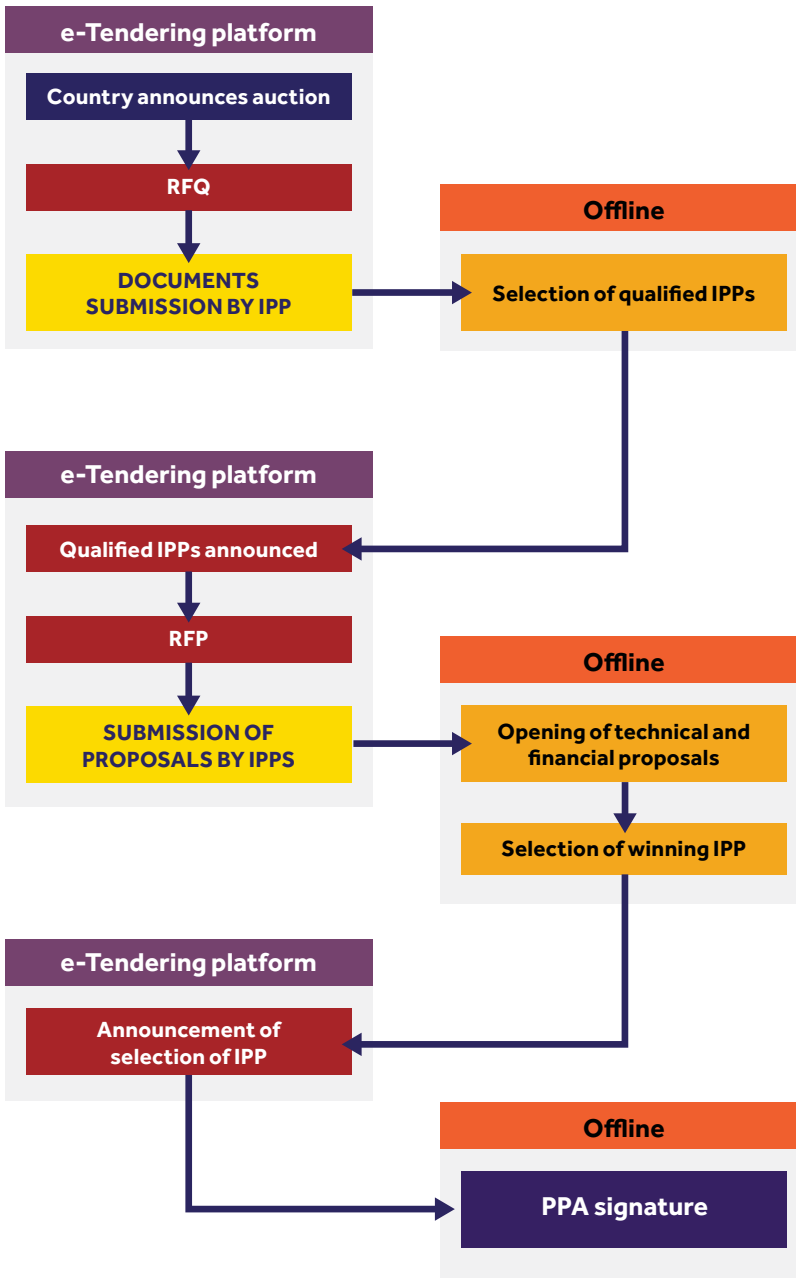 e-Tendering platform
Country announces auction
RFQ
DOCUMENTS
SUBMISSION BY IPP
Offline
Selection of qualified IPPs
e-Tendering platform
Qualified IPPs announced
RFP
SUBMISSION OF
PROPOSALS BY IPPS
Offline
Opening of technical and
financial proposals
Selection of winning IPP
e-Tendering platform
Announcement of
selection of IPP
Offline
PPA signature